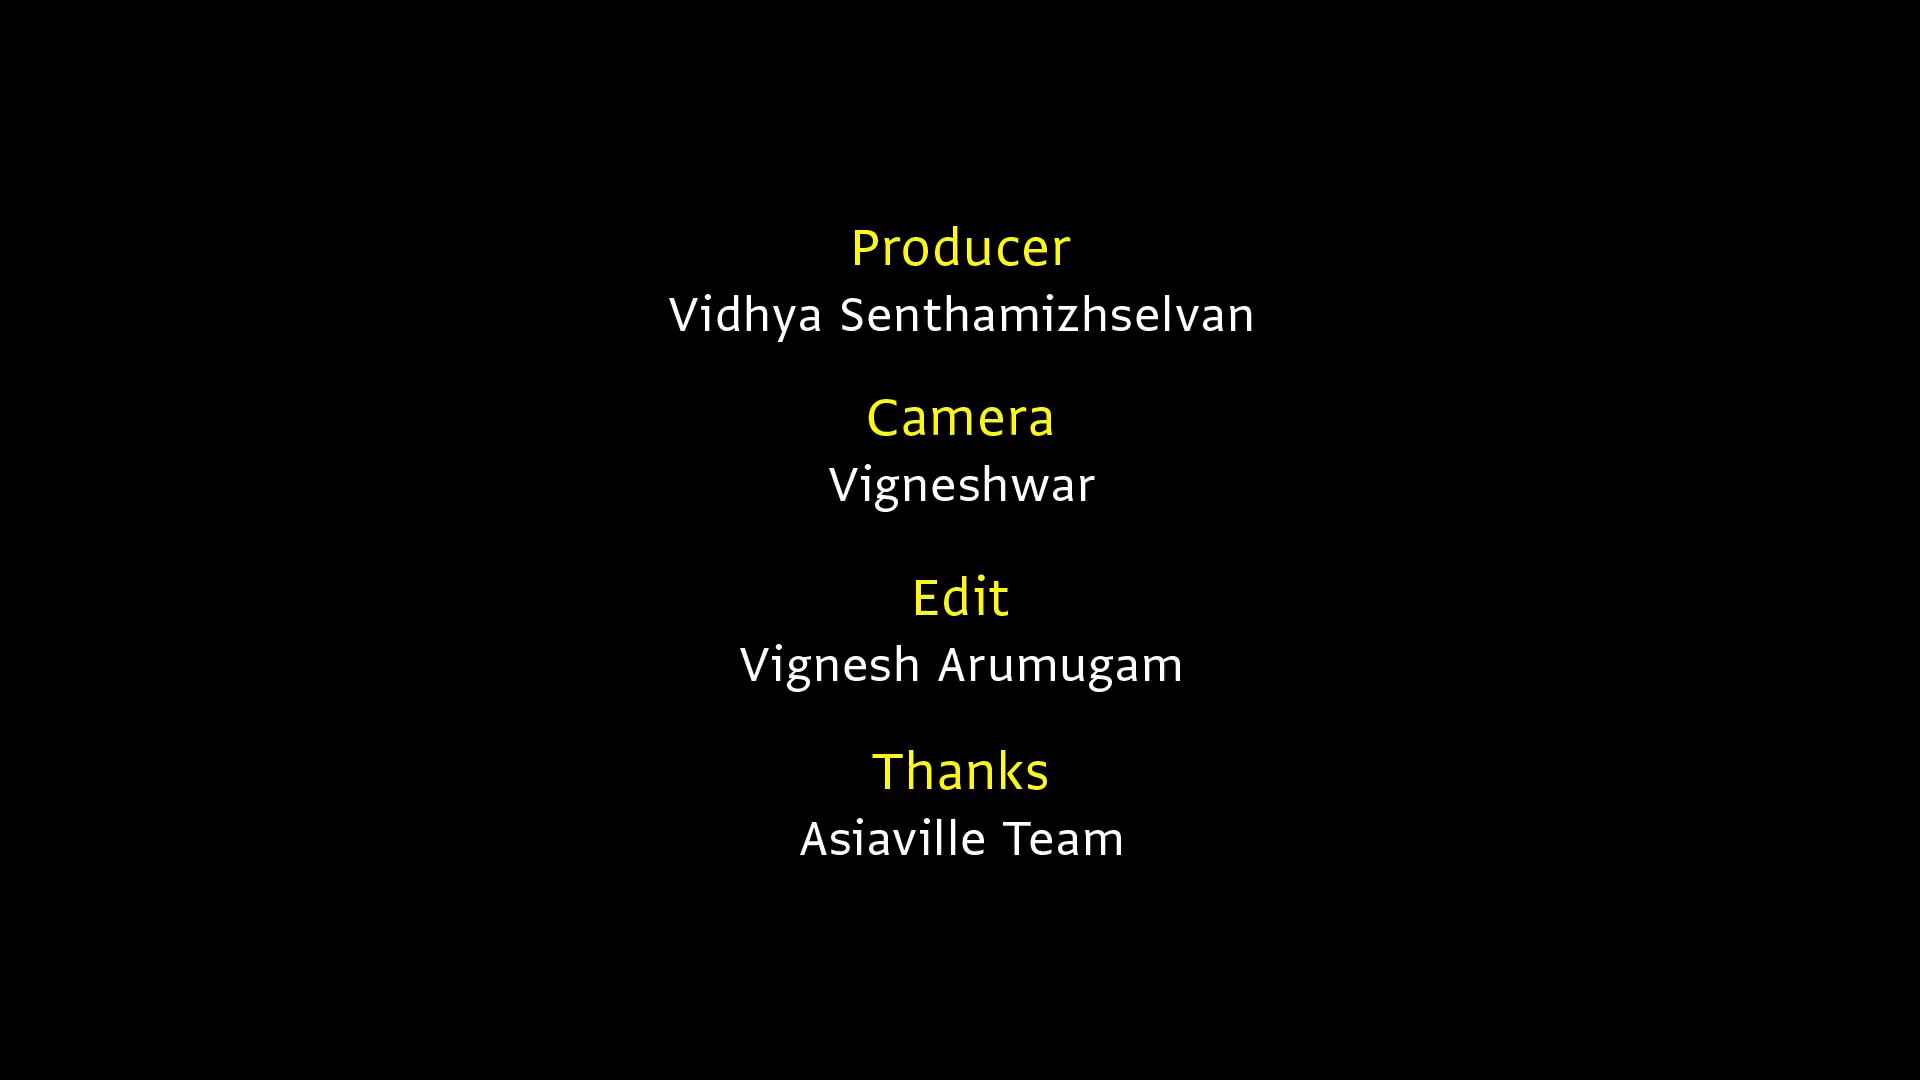 Producer
Vidhya Senthamizhselvan
Camera
Vigneshwar
Edit
Vignesh Arumugam
Thanks
Asiaville Team